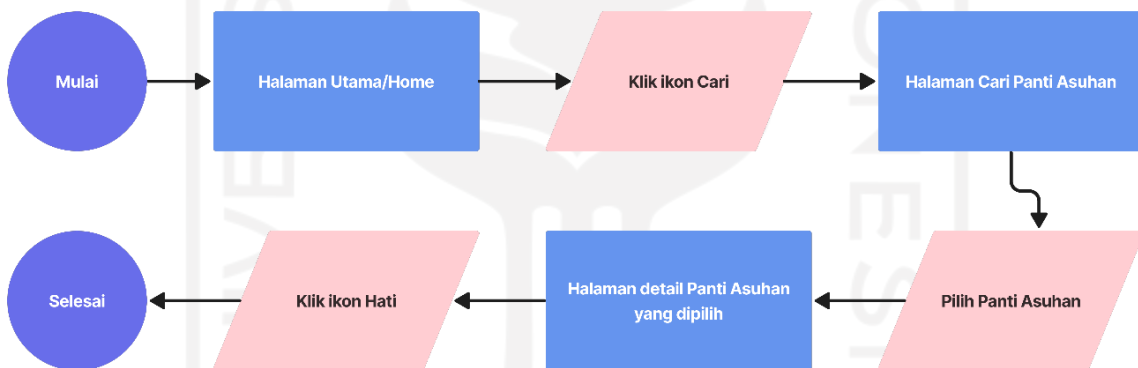 Mulai
Halaman Utama/Home
Klik ikon Cari
Halaman Cari Panti Asuhan
Pilih Panti Asuhan
Halaman detail Panti Asuhan
yang dipilih
Klik ikon Hati
Selesai